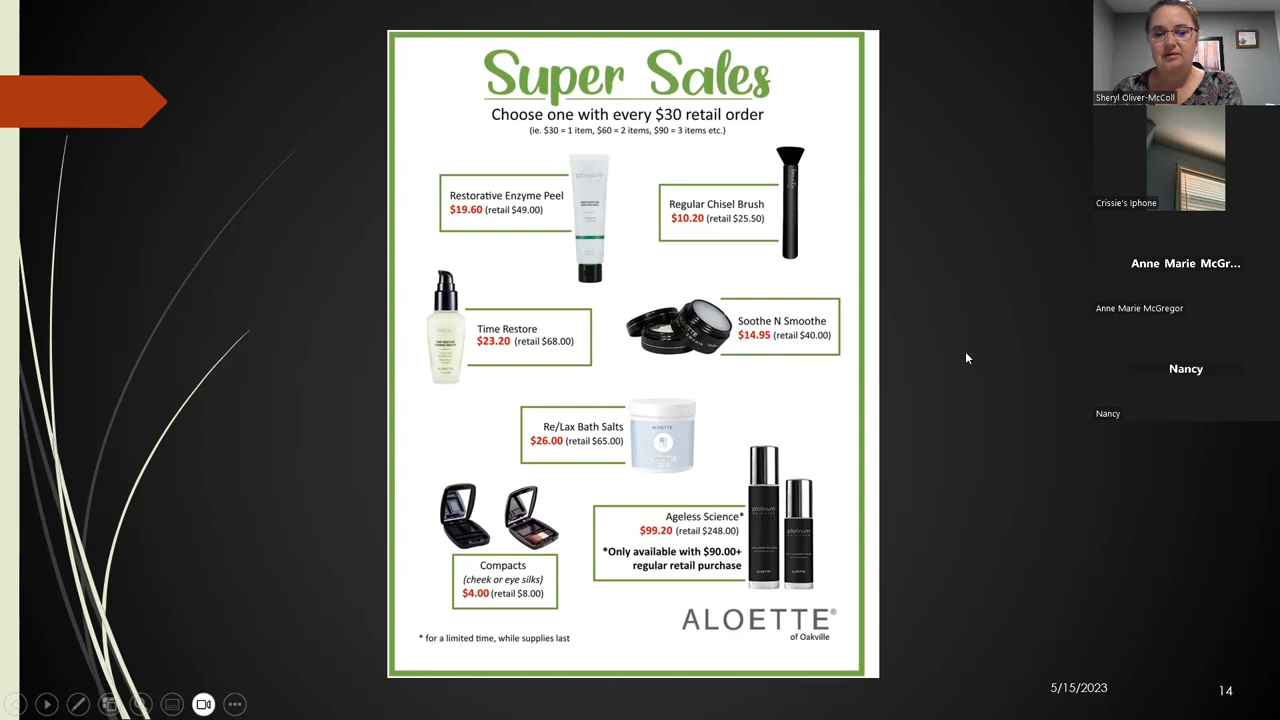 Super Sales
Choose one with every $30 retail order
(ie. $30 = 1 item, $60 = 2 items, $90 = 3 items etc.)
Restorative Enzyme Peel
$19.60 (retail $49.00)
Regular Chisel Brush
$10.20 (retail $25.50)
Time Restore
$23.20 (retail $68.00)
Soothe N Smoothe
$14.95 (retail $40.00)
Re/Lax Bath Salts
$26.00 (retail $65.00)
ALOETTE
Compacts
(cheek or eye silks)
$4.00 (retail $8.00)
Ageless Science*
$99.20 (retail $248.00)
*Only available with $90.00+
regular retail purchase
platinum
ALOETTE
platinum
ALOETTE
ALOETTE®
of Oakville
* for a limited time, while supplies last
Sheryl Oliver-McColl
Crissie's Iphone
Anne Marie McGr...
Anne Marie McGregor
Nancy
Nancy
5/15/2023
14